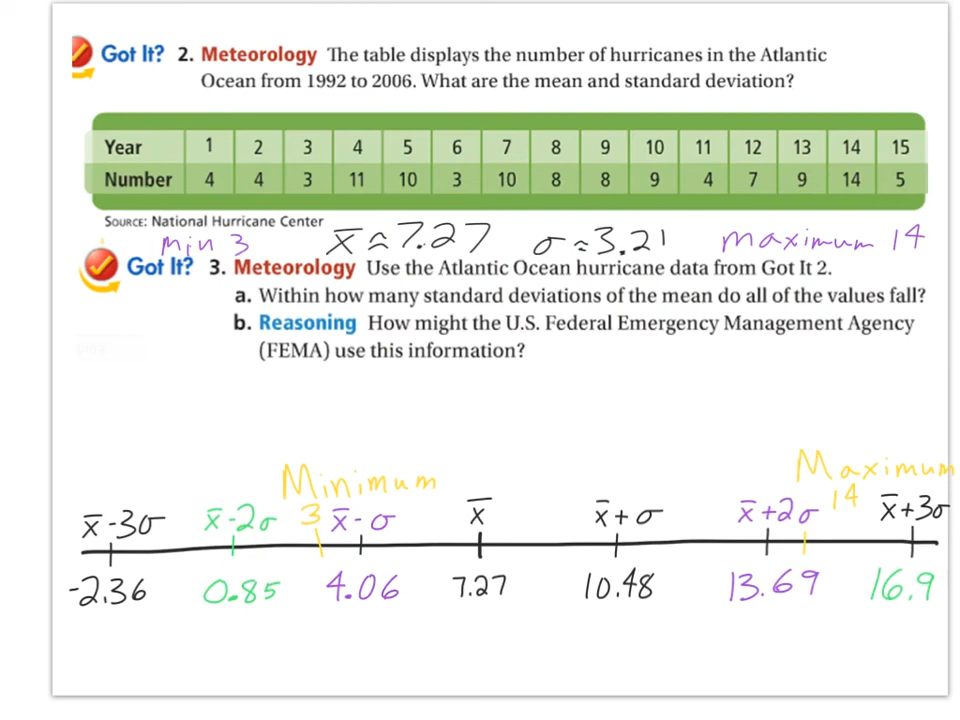 Got It? 2. Meteorology The table displays the number of hurricanes in the Atlantic
Ocean from 1992 to 2006. What are the mean and standard deviation?
Year 1 2 3 4 5 6 7 8 9 10 11 12 13 14 15
Number 4 4 3 11 10 3 10 8 8 9 4 7 9 14 5
SOURCE: National Hurricane Center
min 3 x̄≈7.27 σ≈3.21 maximum 14
Got It? 3. Meteorology Use the Atlantic Ocean hurricane data from Got It 2.
a. Within how many standard deviations of the mean do all of the values fall?
b. Reasoning How might the U.S. Federal Emergency Management Agency
(FEMA) use this information?
Minimum Maximum
x̄-3σ x̄-2σ 3 x̄-σ x̄ x̄+σ x̄+2σ 14 x̄+3σ
-2.36 0.85 4.06 7.27 10.48 13.69 16.9